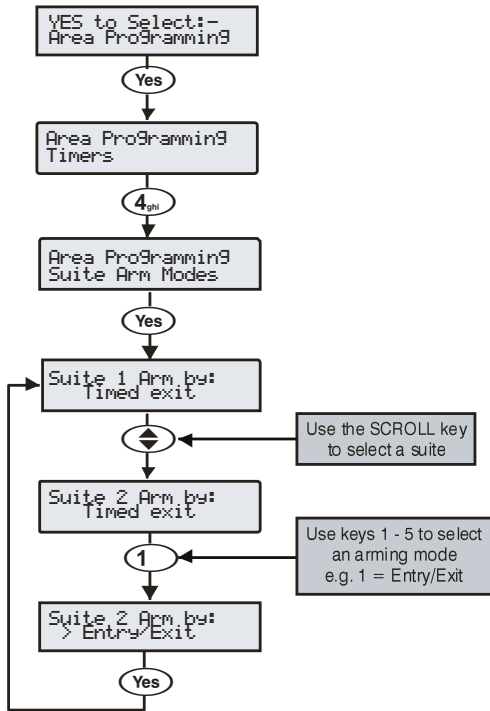 YES to Select:-
Area Programming
Yes
Area Programming
Timers
4ghi
Area Programming
Suite Arm Modes
Yes
Suite 1 Arm by:
Timed exit
Use the SCROLL key
to select a suite
Suite 2 Arm by:
Timed exit
1
Use keys 1 - 5 to select
an arming mode
e.g. 1 = Entry/Exit
Suite 2 Arm by:
> Entry/Exit
Yes